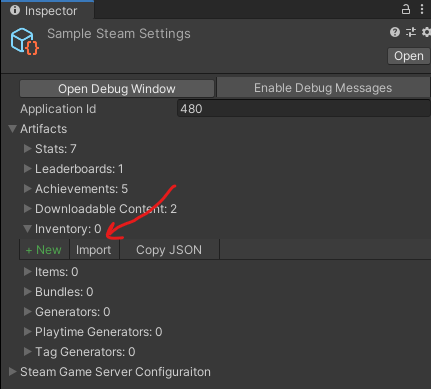 Inspector
Sample Steam Settings
Open
Open Debug Window Enable Debug Messages
Application Id 480
Artifacts
Stats: 7
Leaderboards: 1
Achievements: 5
Downloadable Content: 2
Inventory: 0
+ New Import Copy JSON
Items: 0
Bundles: 0
Generators: 0
Playtime Generators: 0
Tag Generators: 0
Steam Game Server Configuraiton